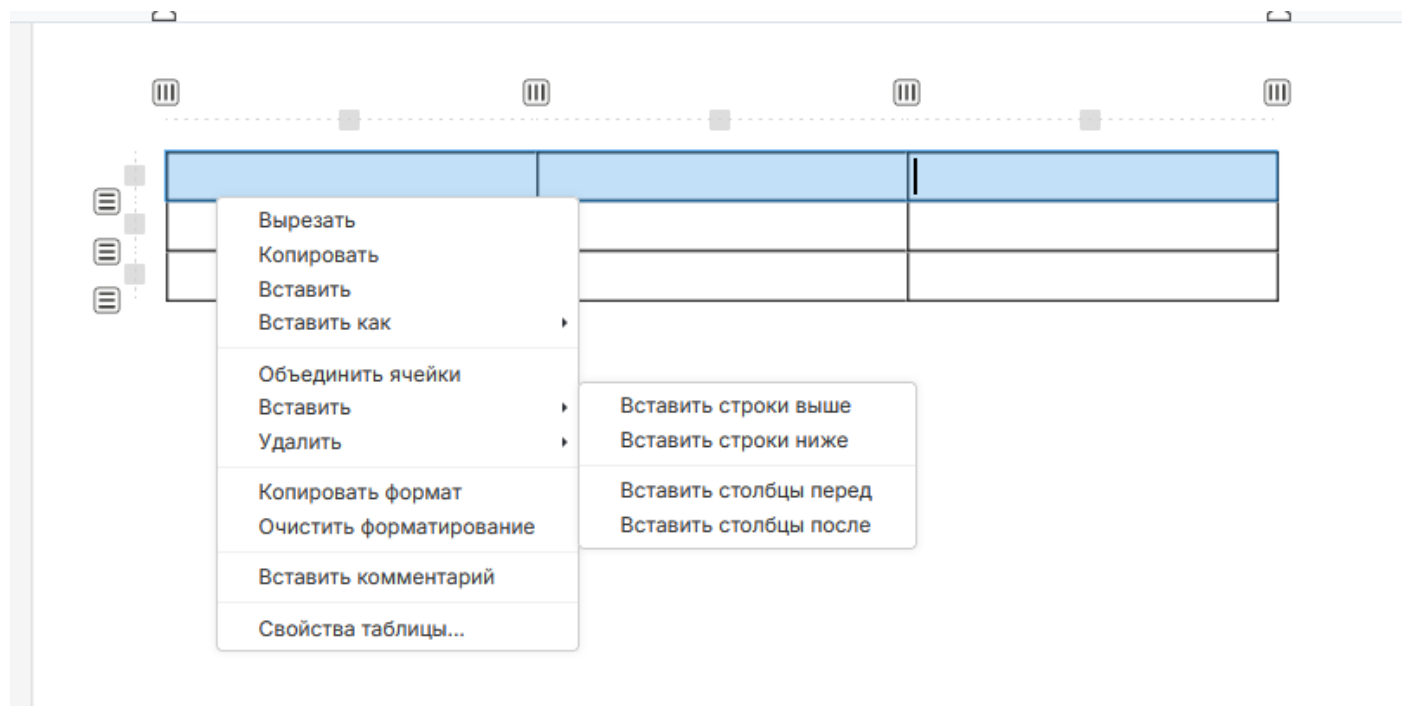 Вырезать
Копировать
Вставить
Вставить как
Объединить ячейки
Вставить
Удалить
Копировать формат
Очистить форматирование
Вставить комментарий
Свойства таблицы...
Вставить строки выше
Вставить строки ниже
Вставить столбцы перед
Вставить столбцы после